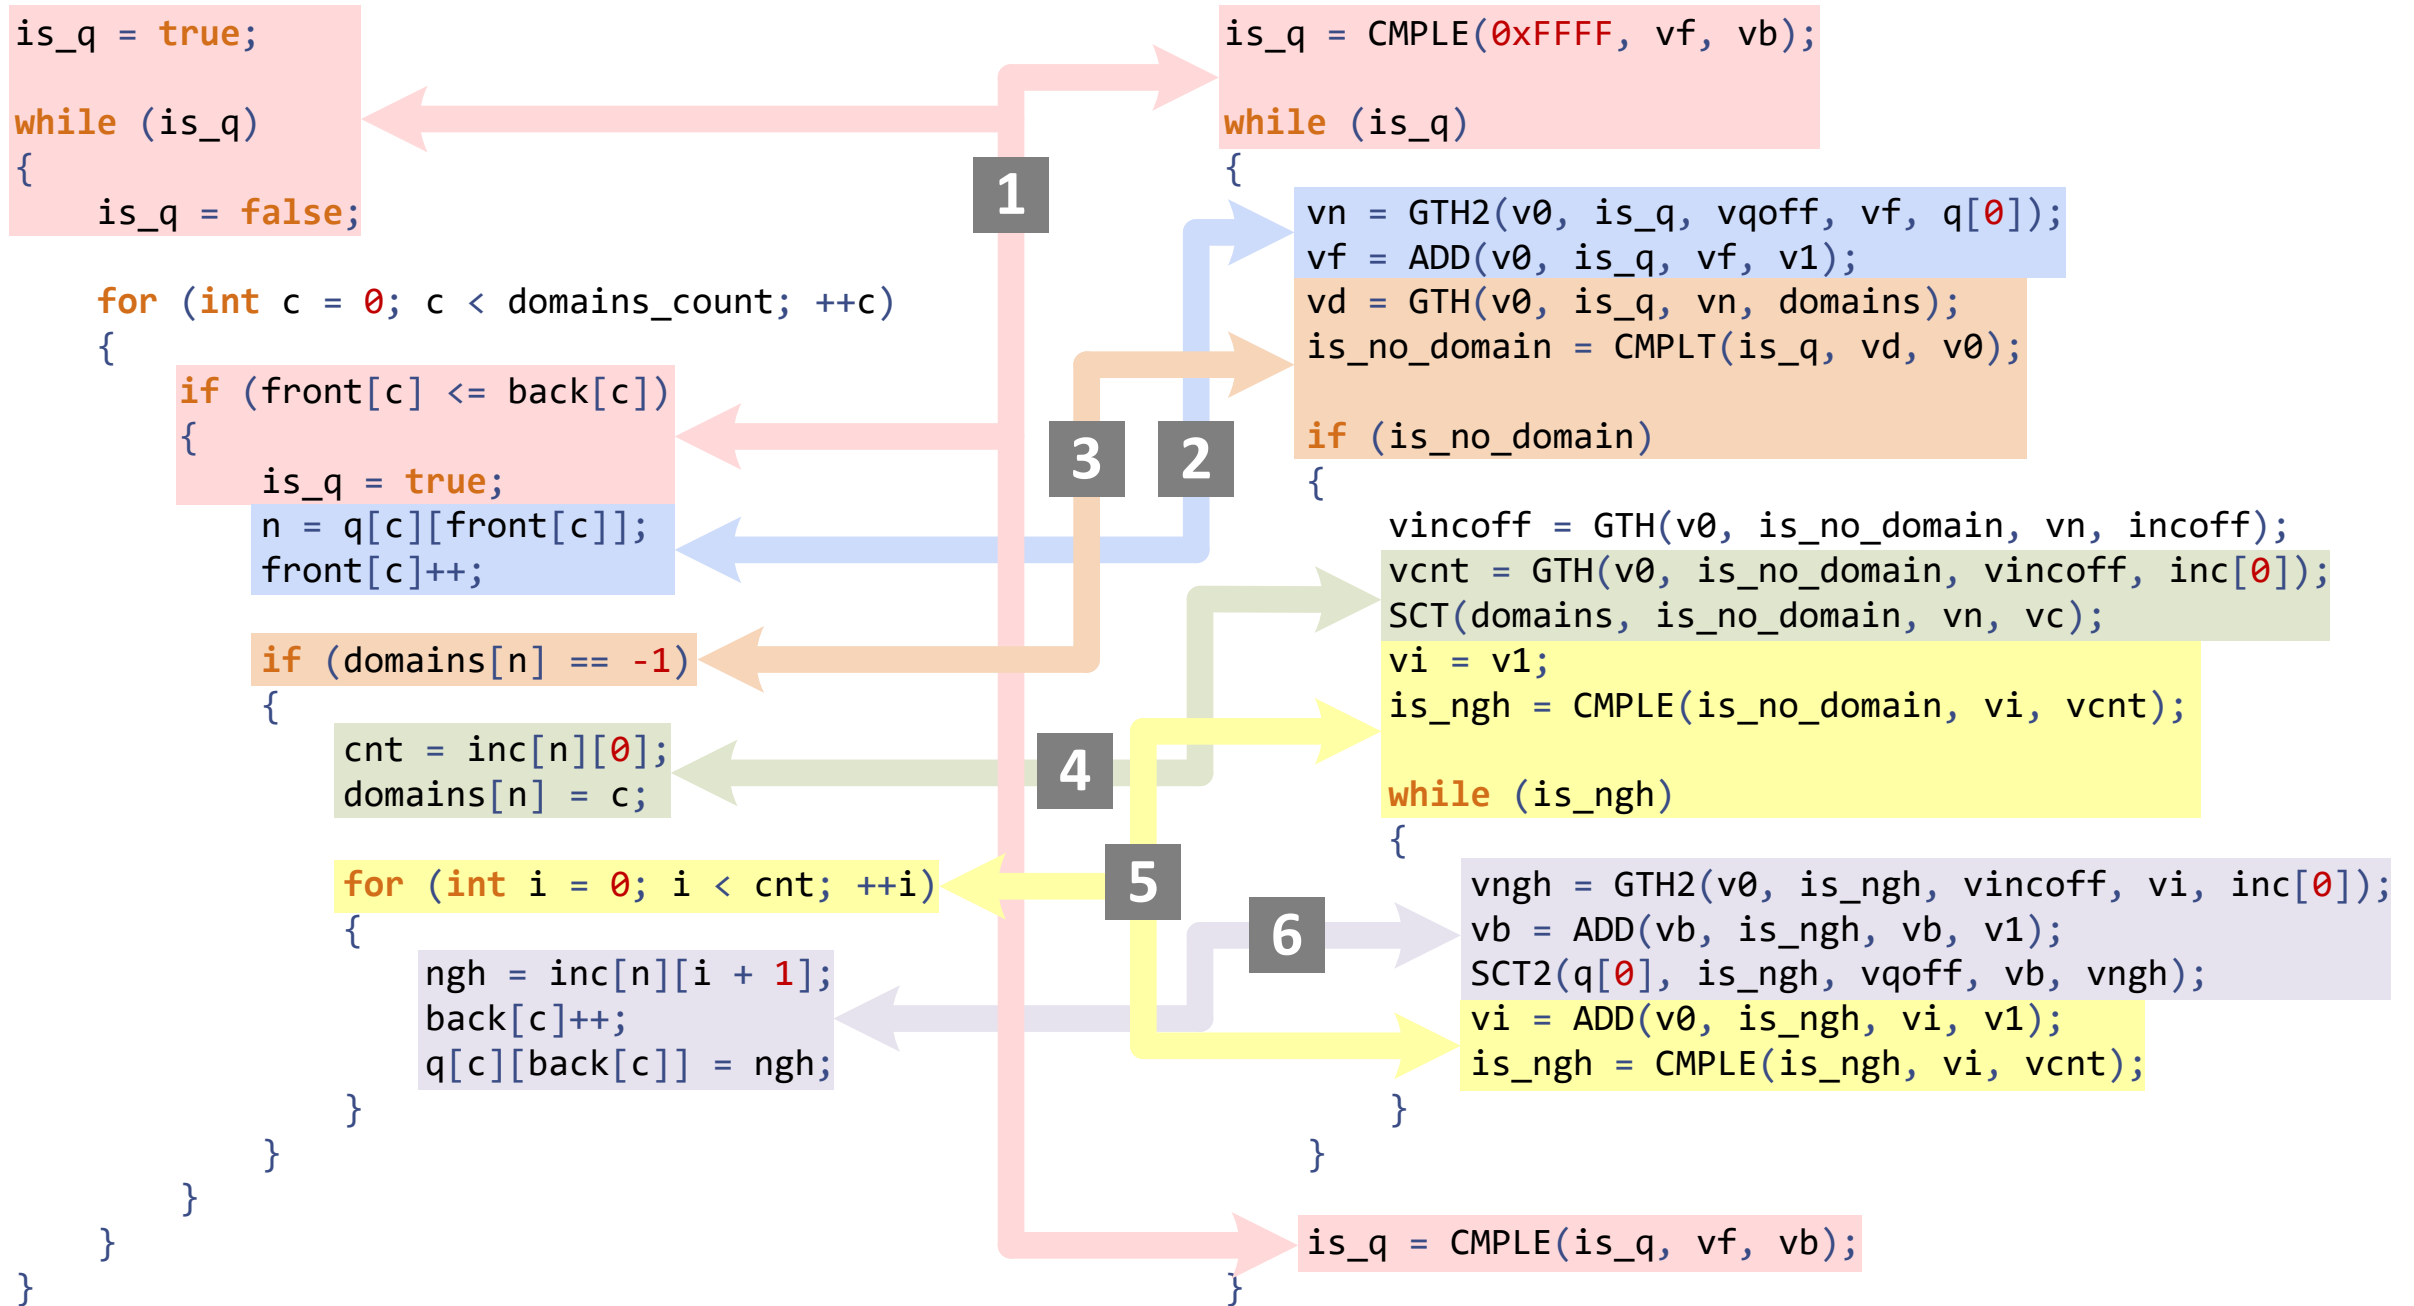 is_q = true;
while (is_q)
{
    is_q = false;
    for (int c = 0; c < domains_count; ++c)
    {
        if (front[c] <= back[c])
        {
            is_q = true;
            n = q[c][front[c]];
            front[c]++;
            if (domains[n] == -1)
            {
                cnt = inc[n][0];
                domains[n] = c;
                for (int i = 0; i < cnt; ++i)
                {
                    ngh = inc[n][i + 1];
                    back[c]++;
                    q[c][back[c]] = ngh;
                }
            }
        }
    }
}
1
3
2
4
5
6
is_q = CMPLE(0xFFFF, vf, vb);
while (is_q)
{
    vn = GTH2(v0, is_q, vqoff, vf, q[0]);
    vf = ADD(v0, is_q, vf, v1);
    vd = GTH(v0, is_q, vn, domains);
    is_no_domain = CMPLT(is_q, vd, v0);
    if (is_no_domain)
    {
        vincoff = GTH(v0, is_no_domain, vn, incoff);
        vcnt = GTH(v0, is_no_domain, vincoff, inc[0]);
        SCT(domains, is_no_domain, vn, vc);
        vi = v1;
        is_ngh = CMPLE(is_no_domain, vi, vcnt);
        while (is_ngh)
        {
            vngh = GTH2(v0, is_ngh, vincoff, vi, inc[0]);
            vb = ADD(vb, is_ngh, vb, v1);
            SCT2(q[0], is_ngh, vqoff, vb, vngh);
            vi = ADD(v0, is_ngh, vi, v1);
            is_ngh = CMPLE(is_ngh, vi, vcnt);
        }
    }
    is_q = CMPLE(is_q, vf, vb);
}